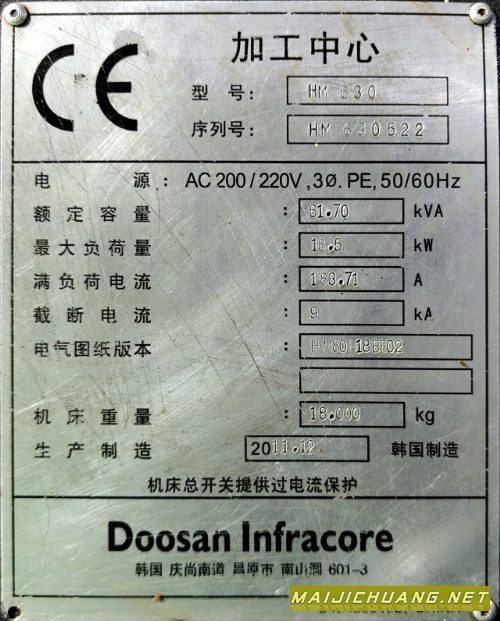 CE
加工中心
型 号: HM 630
序列号: HM 630522
电 源 : AC 200 / 220V , 3Ø. PE, 50/60Hz
额定容量 : 61.70 kVA
最大负荷量 : 18.5 kW
满负荷电流 : 183.71 A
截断电流 : 9 kA
电气图纸版本 :
机床重量 : 18.000 kg
生产制造 2011.12 韩国制造
机床总开关提供过电流保护
Doosan Infracore
韩国 庆尚南道 昌原市 南山洞 601-3
MAIJICHUANG.NET